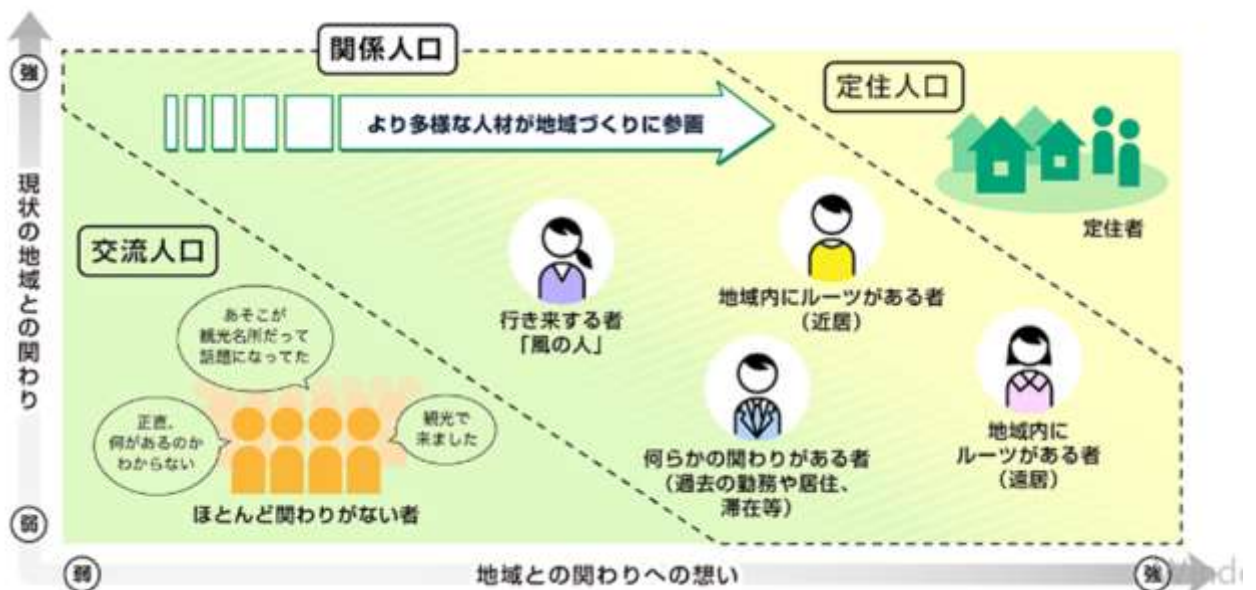 関係人口
強
定住人口
より多様な人材が地域づくりに参画
現状の地域との関わり
定住者
交流人口
あそこが
観光名所だって
話題になってた
地域内にルーツがある者
（近居）
行き来する者
「風の人」
正直、
何があるのか
わからない
観光で
来ました
地域内に
ルーツがある者
（遠居）
何らかの関わりがある者
（過去の勤務や居住、
滞在等）
ほとんど関わりがない者
弱
弱
地域との関わりへの想い
強